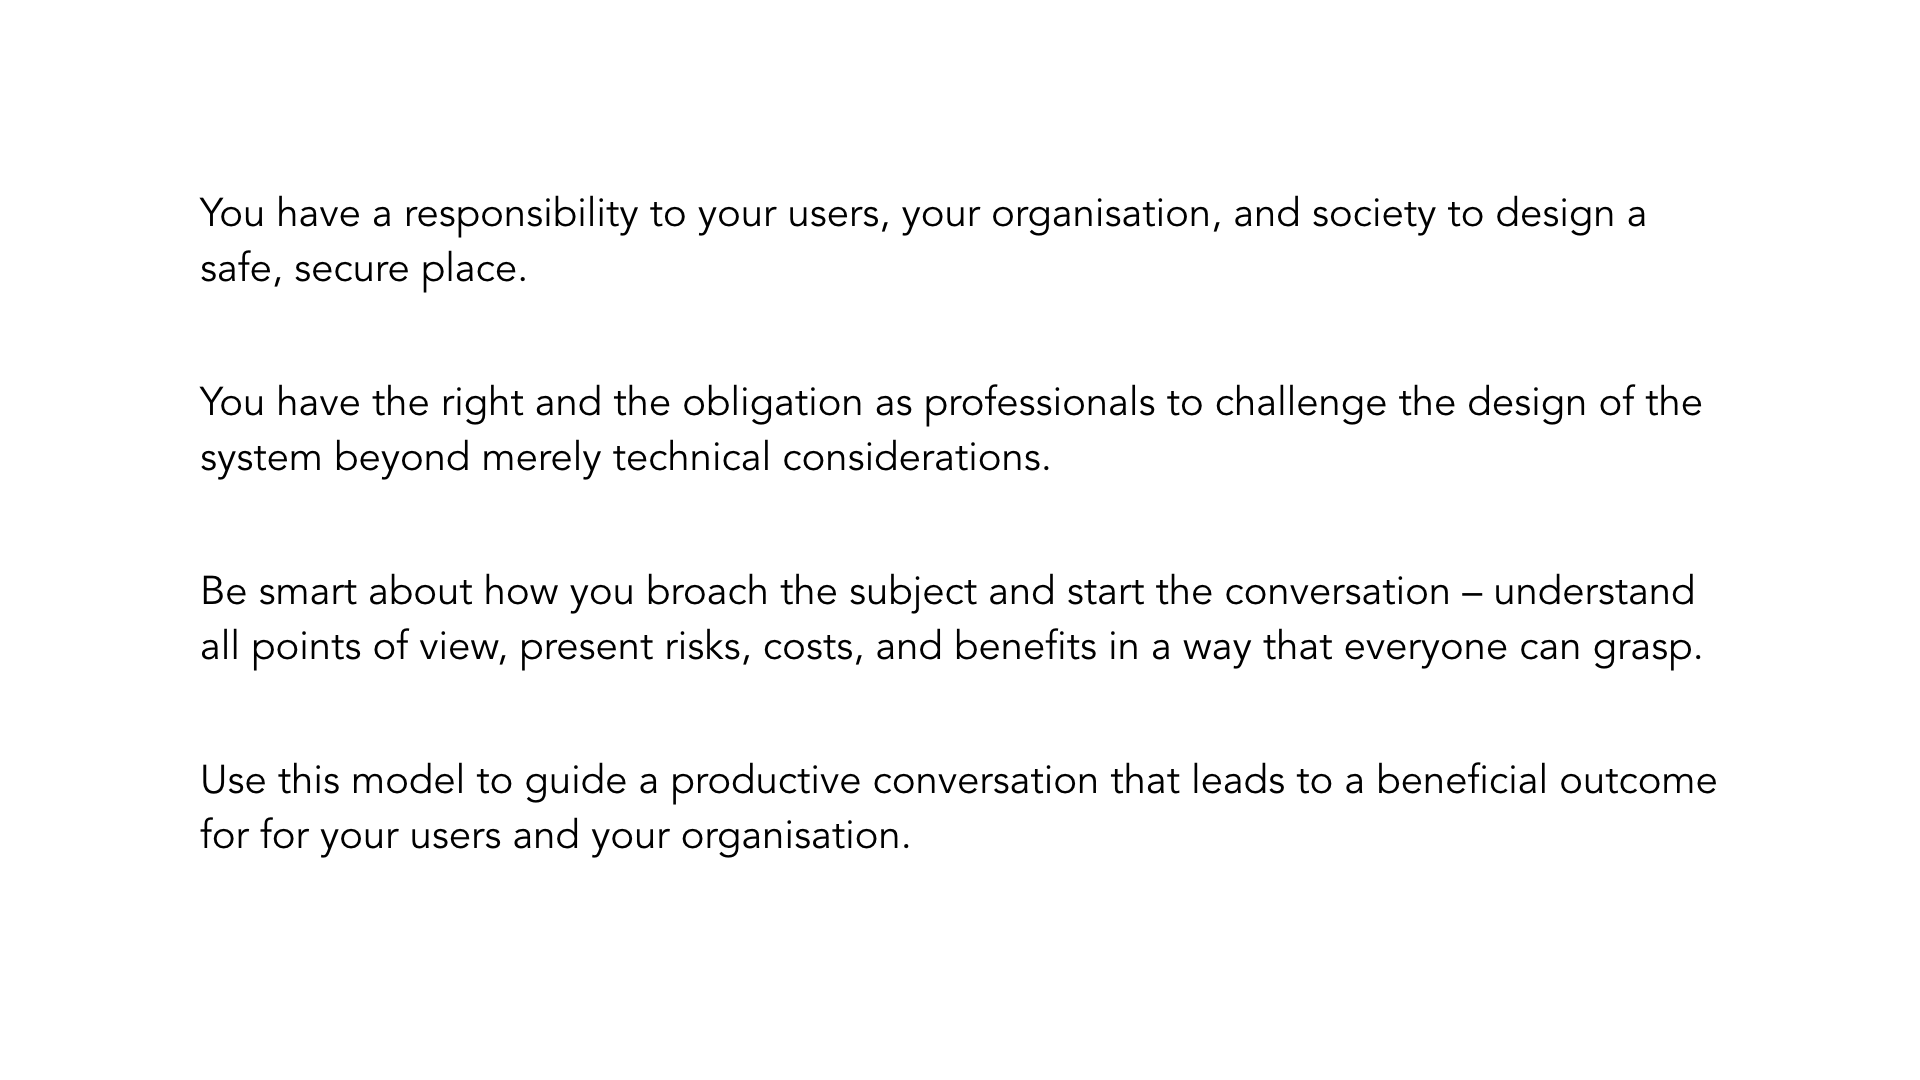 You have a responsibility to your users, your organisation, and society to design a
safe, secure place.
You have the right and the obligation as professionals to challenge the design of the
system beyond merely technical considerations.
Be smart about how you broach the subject and start the conversation – understand
all points of view, present risks, costs, and benefits in a way that everyone can grasp.
Use this model to guide a productive conversation that leads to a beneficial outcome
for for your users and your organisation.